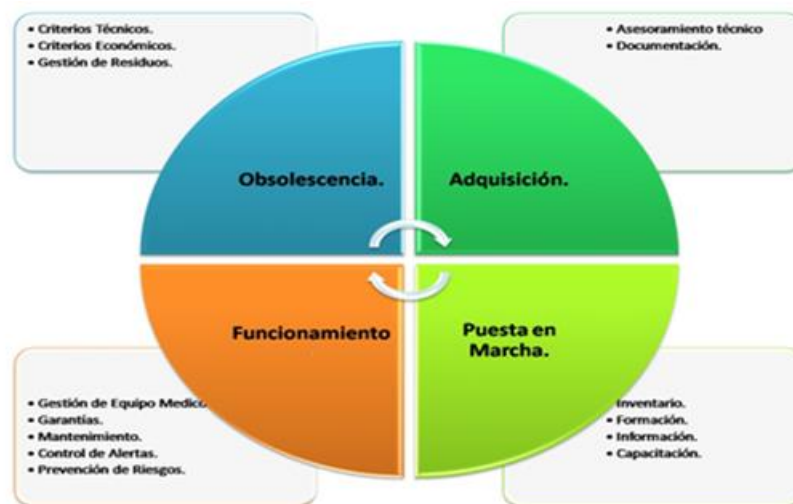 • Criterios Técnicos.
• Criterios Económicos.
• Gestión de Residuos.
• Asesoramiento técnico
• Documentación.
Obsolescencia.
Adquisición.
Funcionamiento
Puesta en
Marcha.
• Gestión de Equipo Medico
• Garantías.
• Mantenimiento.
• Control de Alertas.
• Prevención de Riesgos.
Inventario.
• Formación.
• Información.
• Capacitación.